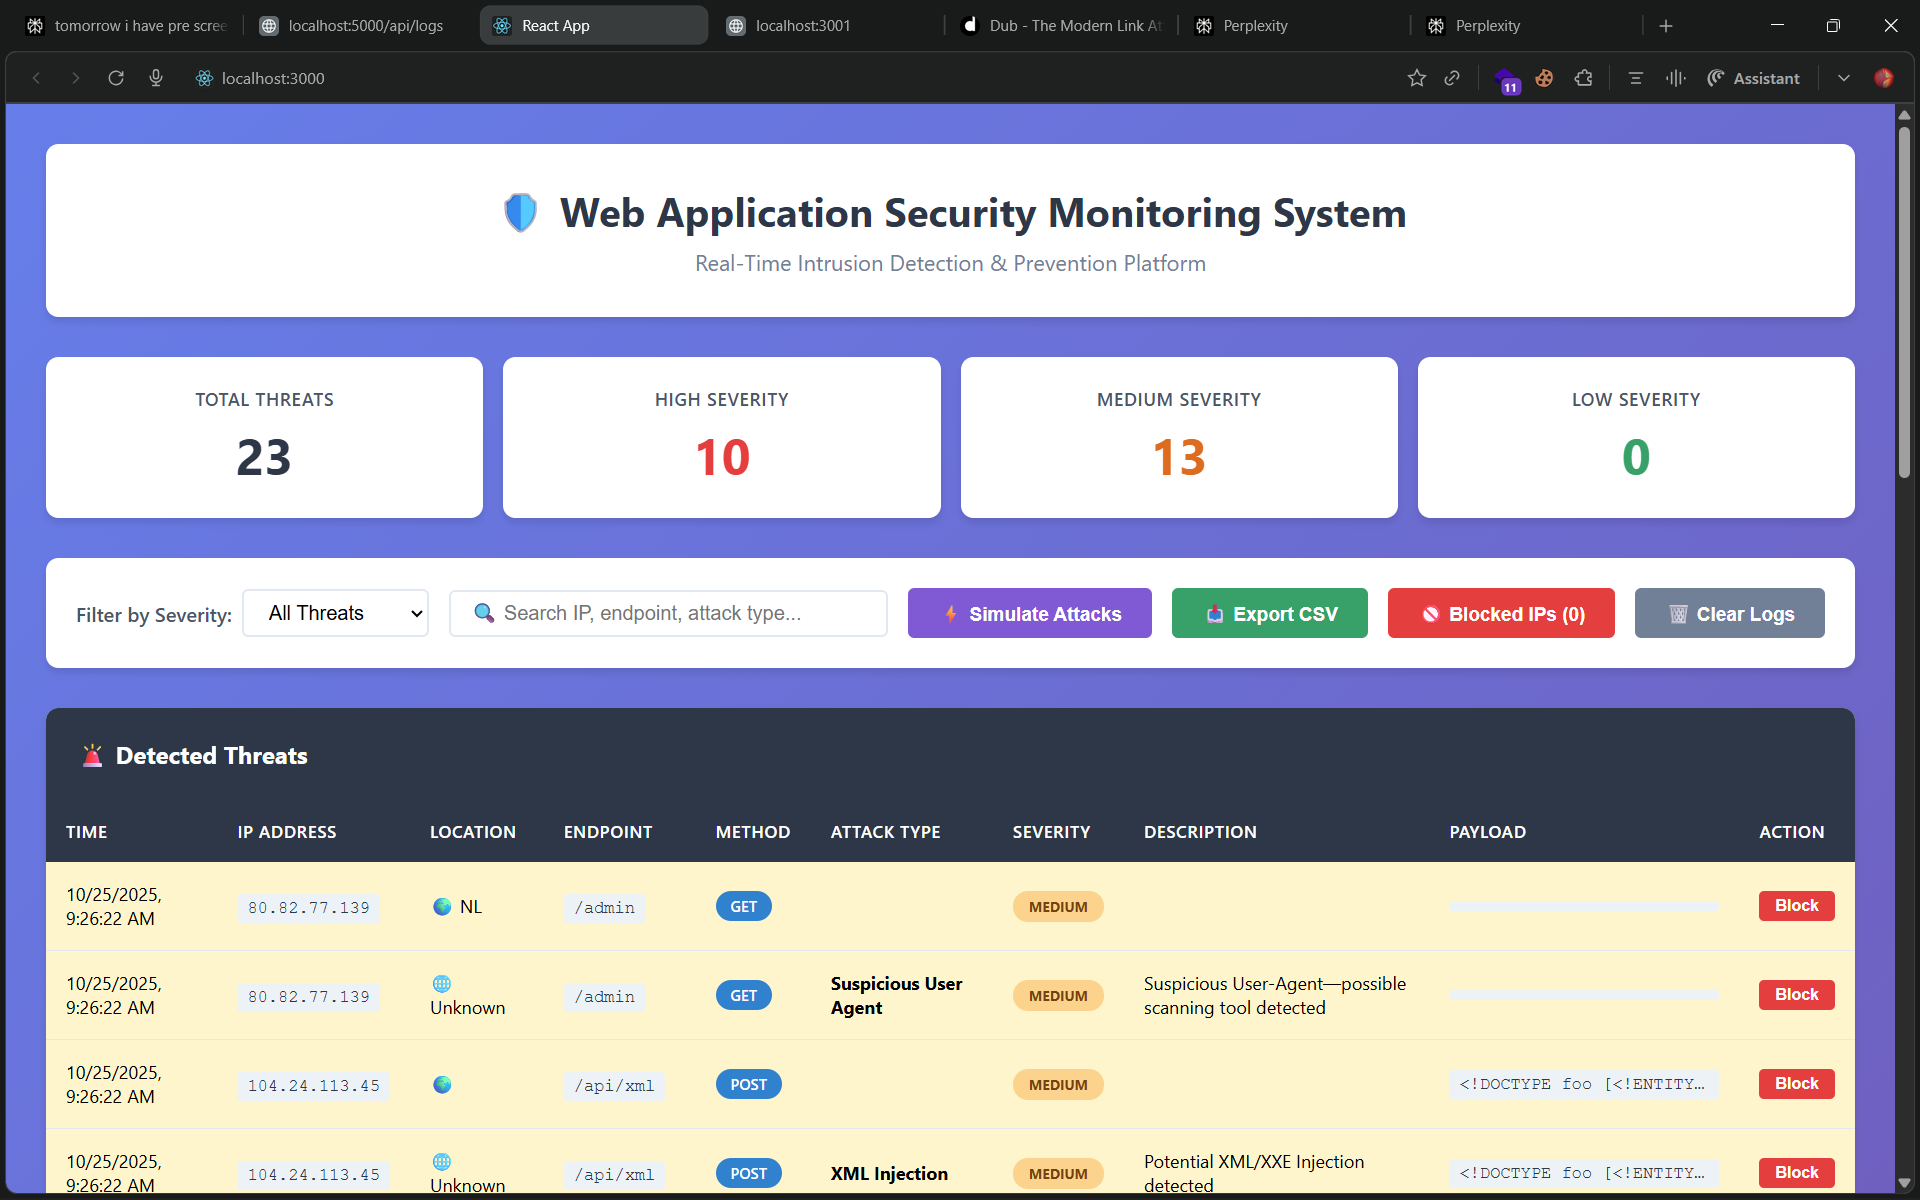 tomorrow i have pre scree
localhost:5000/api/logs
React App
localhost:3001
Dub - The Modern Link At
Perplexity
Perplexity
localhost:3000
11
Assistant
Web Application Security Monitoring System
Real-Time Intrusion Detection & Prevention Platform
TOTAL THREATS
23
HIGH SEVERITY
10
MEDIUM SEVERITY
13
LOW SEVERITY
0
Filter by Severity:
All Threats
Search IP, endpoint, attack type...
Simulate Attacks
Export CSV
Blocked IPs (0)
Clear Logs
Detected Threats
TIME IP ADDRESS LOCATION ENDPOINT METHOD ATTACK TYPE SEVERITY DESCRIPTION PAYLOAD ACTION
10/25/2025,
9:26:22 AM
80.82.77.139
NL
/admin
GET
MEDIUM
Block
10/25/2025,
9:26:22 AM
80.82.77.139
Unknown
/admin
GET
Suspicious User
Agent
MEDIUM
Suspicious User-Agent—possible
scanning tool detected
Block
10/25/2025,
9:26:22 AM
104.24.113.45
/api/xml
POST
MEDIUM
<!DOCTYPE foo [<!ENTITY…
Block
10/25/2025,
9:26:22 AM
104.24.113.45
Unknown
/api/xml
POST
XML Injection
MEDIUM
Potential XML/XXE Injection
detected
<!DOCTYPE foo [<!ENTITY…
Block